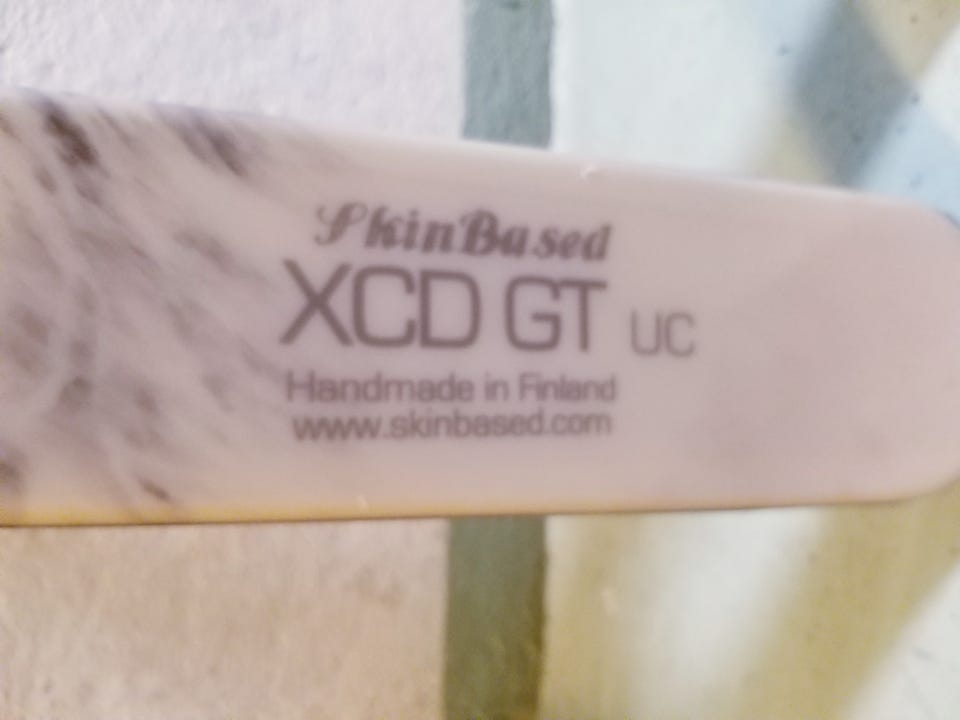 SkinBased
XCD GT UC
Handmade in Finland
www.skinbased.com